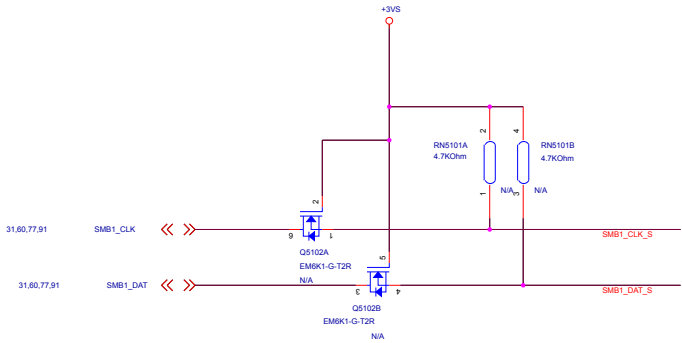 +3VS
2
4
RN5101A
4.7KOhm
RN5101B
4.7KOhm
1
N/A
3
N/A
2
31,60,77,91
SMB1_CLK
6
1
SMB1_CLK_S
Q5102A
EM6K1-G-T2R
N/A
5
31,60,77,91
SMB1_DAT
3
4
SMB1_DAT_S
Q5102B
EM6K1-G-T2R
N/A